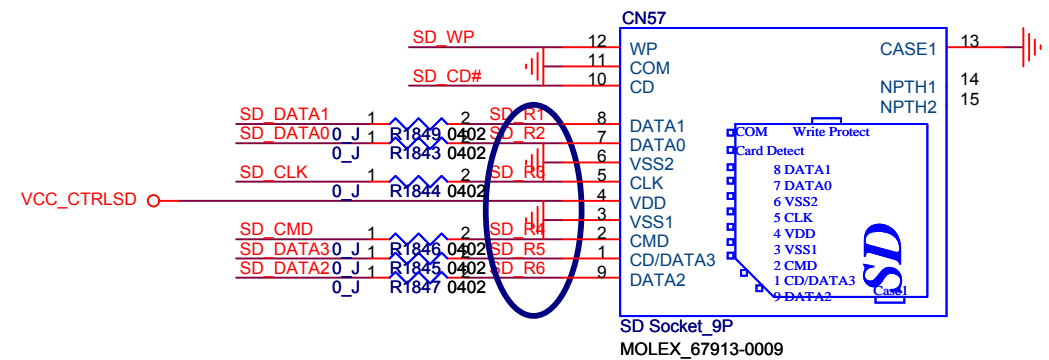 CN57
SD_WP 12 WP CASE1 13
11 COM
SD_CD# 10 CD NPTH1 14
NPTH2 15
SD_DATA1 1 2 SD_R1 8 DATA1
0_J R1849 0402
SD_DATA0 1 2 SD_R2 7 DATA0
0_J R1843 0402
6 VSS2
SD_CLK 1 2 SD_R3 5 CLK
0_J R1844 0402
VCC_CTRLSD 4 VDD
3 VSS1
SD_CMD 1 2 SD_R4 2 CMD
0_J R1846 0402
SD_DATA3 1 2 SD_R5 1 CD/DATA3
0_J R1845 0402
SD_DATA2 1 2 SD_R6 9 DATA2
0_J R1847 0402
COM Write Protect
Card Detect
8 DATA1
7 DATA0
6 VSS2
5 CLK
4 VDD
3 VSS1
2 CMD
1 CD/DATA3
9 DATA2
SD
Case1
SD Socket_9P
MOLEX_67913-0009